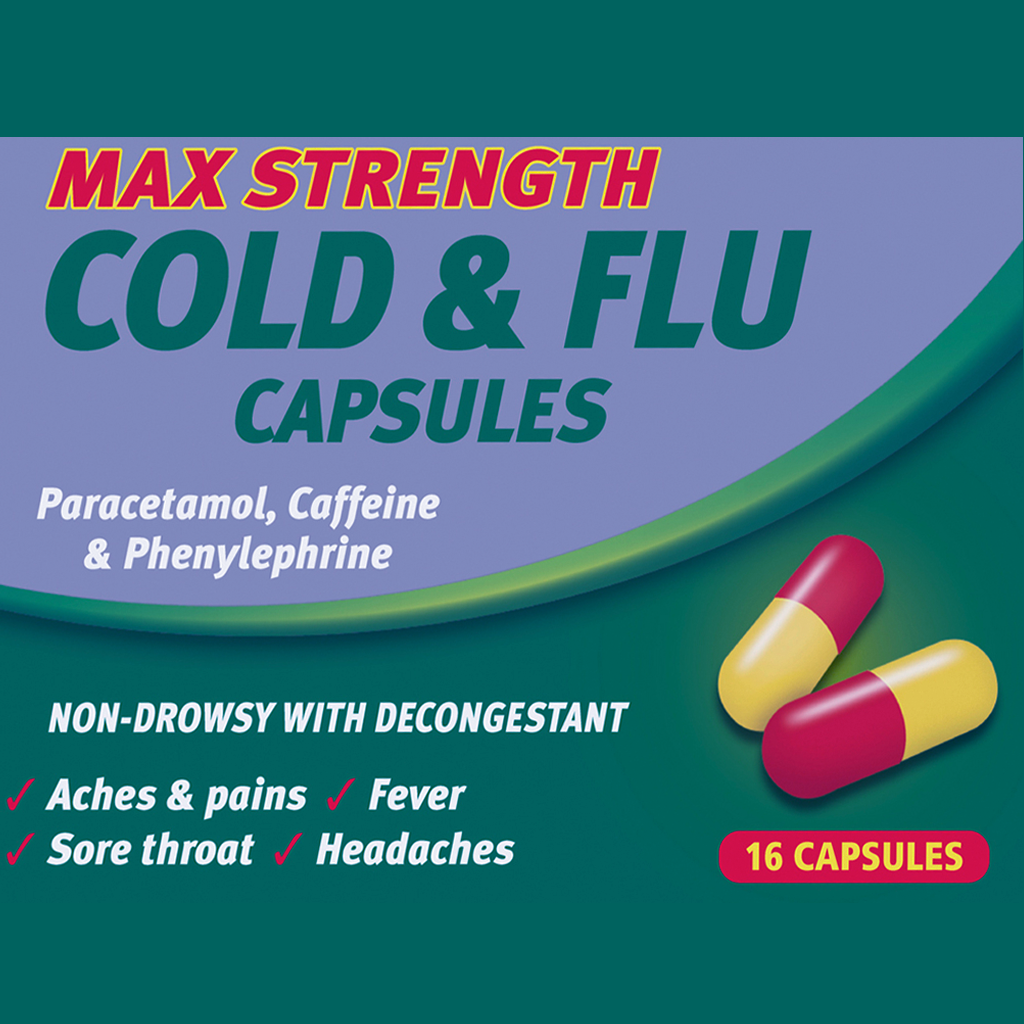 MAX STRENGTH
COLD & FLU
CAPSULES
Paracetamol, Caffeine
& Phenylephrine
NON-DROWSY WITH DECONGESTANT
✓ Aches & pains ✓ Fever
✓ Sore throat ✓ Headaches
16 CAPSULES